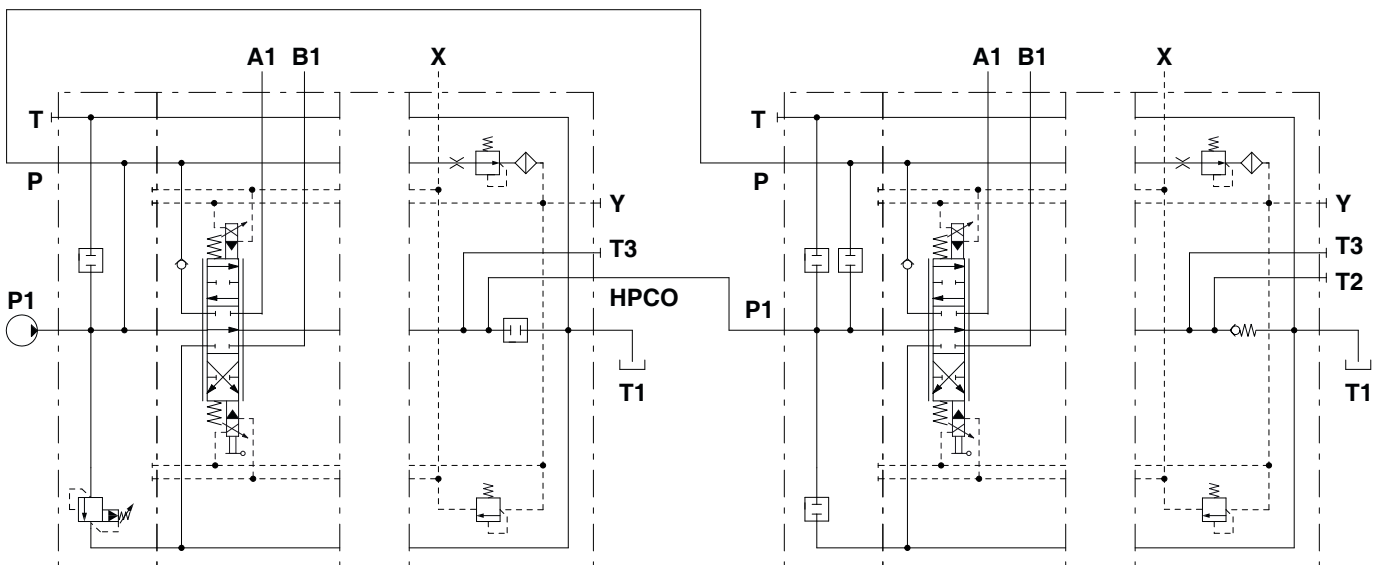 A1 B1 X A1 B1 X
T T
P P
Y Y
T3 T3
T2
HPCO
P1 P1
T1 T1